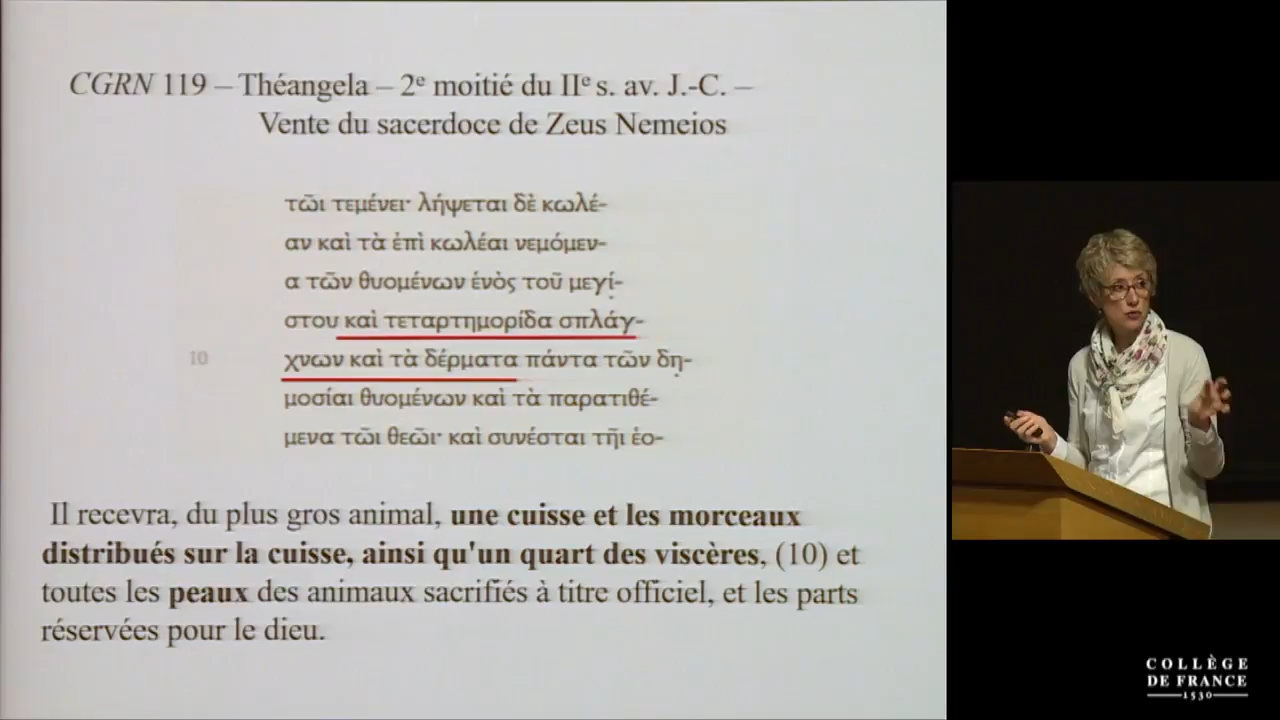 CGRN 119 – Théangela – 2e moitié du IIe s. av. J.-C. –
Vente du sacerdoce de Zeus Nemeios
τῶι τεμένει· λήψεται δὲ κωλέ-
αν καὶ τὰ ἐπὶ κωλέαι νεμόμεν-
α τῶν θυομένων ἑνὸς τοῦ μεγί̣-
στου καὶ τεταρτημορίδα σπλάγ-
10 χνων καὶ τὰ δέρματα πάντα τῶν δη̣-
μοσίαι θυομένων καὶ τὰ παρατιθέ-
μενα τῶι θεῶι· καὶ συνέσται τῆι ἑο-
Il recevra, du plus gros animal, une cuisse et les morceaux
distribués sur la cuisse, ainsi qu'un quart des viscères, (10) et
toutes les peaux des animaux sacrifiés à titre officiel, et les parts
réservées pour le dieu.
COLLÈGE
DE FRANCE
1530